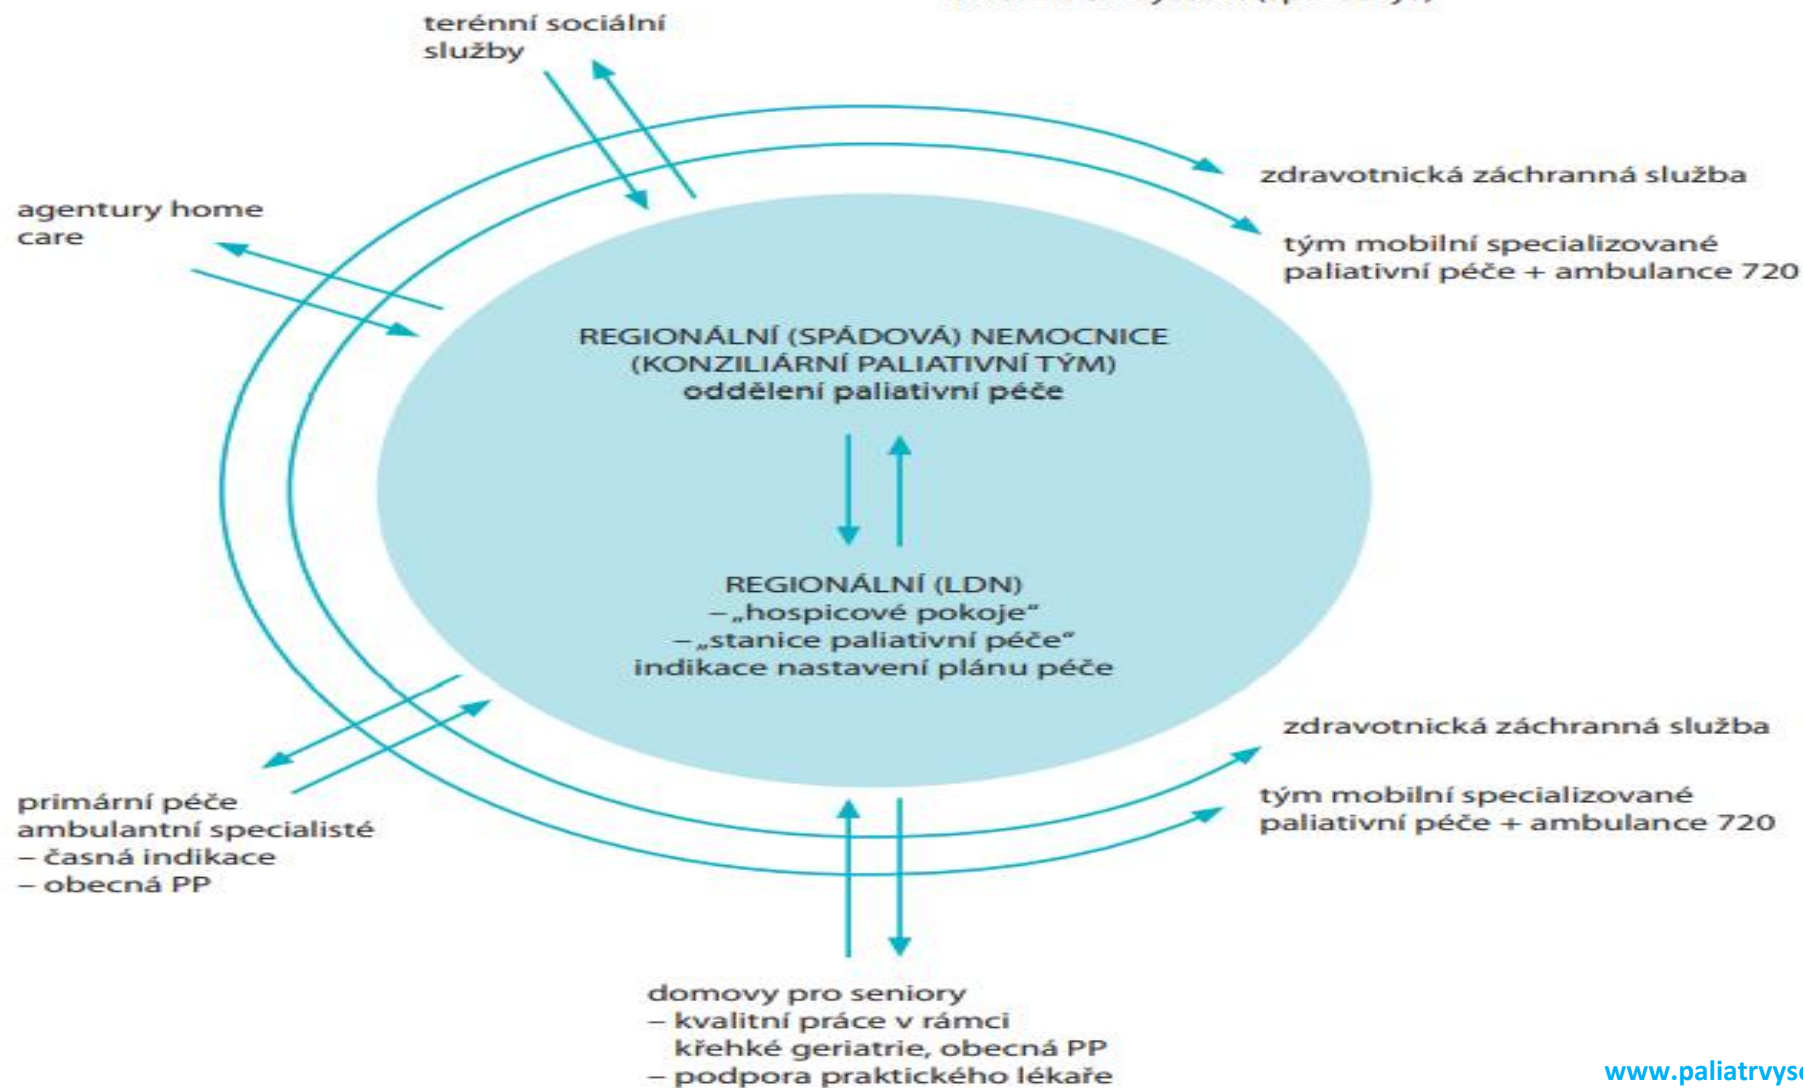 terénní sociální
služby
agentury home
care
zdravotnická záchranná služba
tým mobilní specializované
paliativní péče + ambulance 720
REGIONÁLNÍ (SPÁDOVÁ) NEMOCNICE
(KONZILIÁRNÍ PALIATIVNÍ TÝM)
oddělení paliativní péče
REGIONÁLNÍ (LDN)
– „hospicové pokoje“
– „stanice paliativní péče“
indikace nastavení plánu péče
zdravotnická záchranná služba
tým mobilní specializované
paliativní péče + ambulance 720
primární péče
ambulantní specialisté
– časná indikace
– obecná PP
domovy pro seniory
– kvalitní práce v rámci
křehké geriatrie, obecná PP
– podpora praktického lékaře
www.paliatrvyso